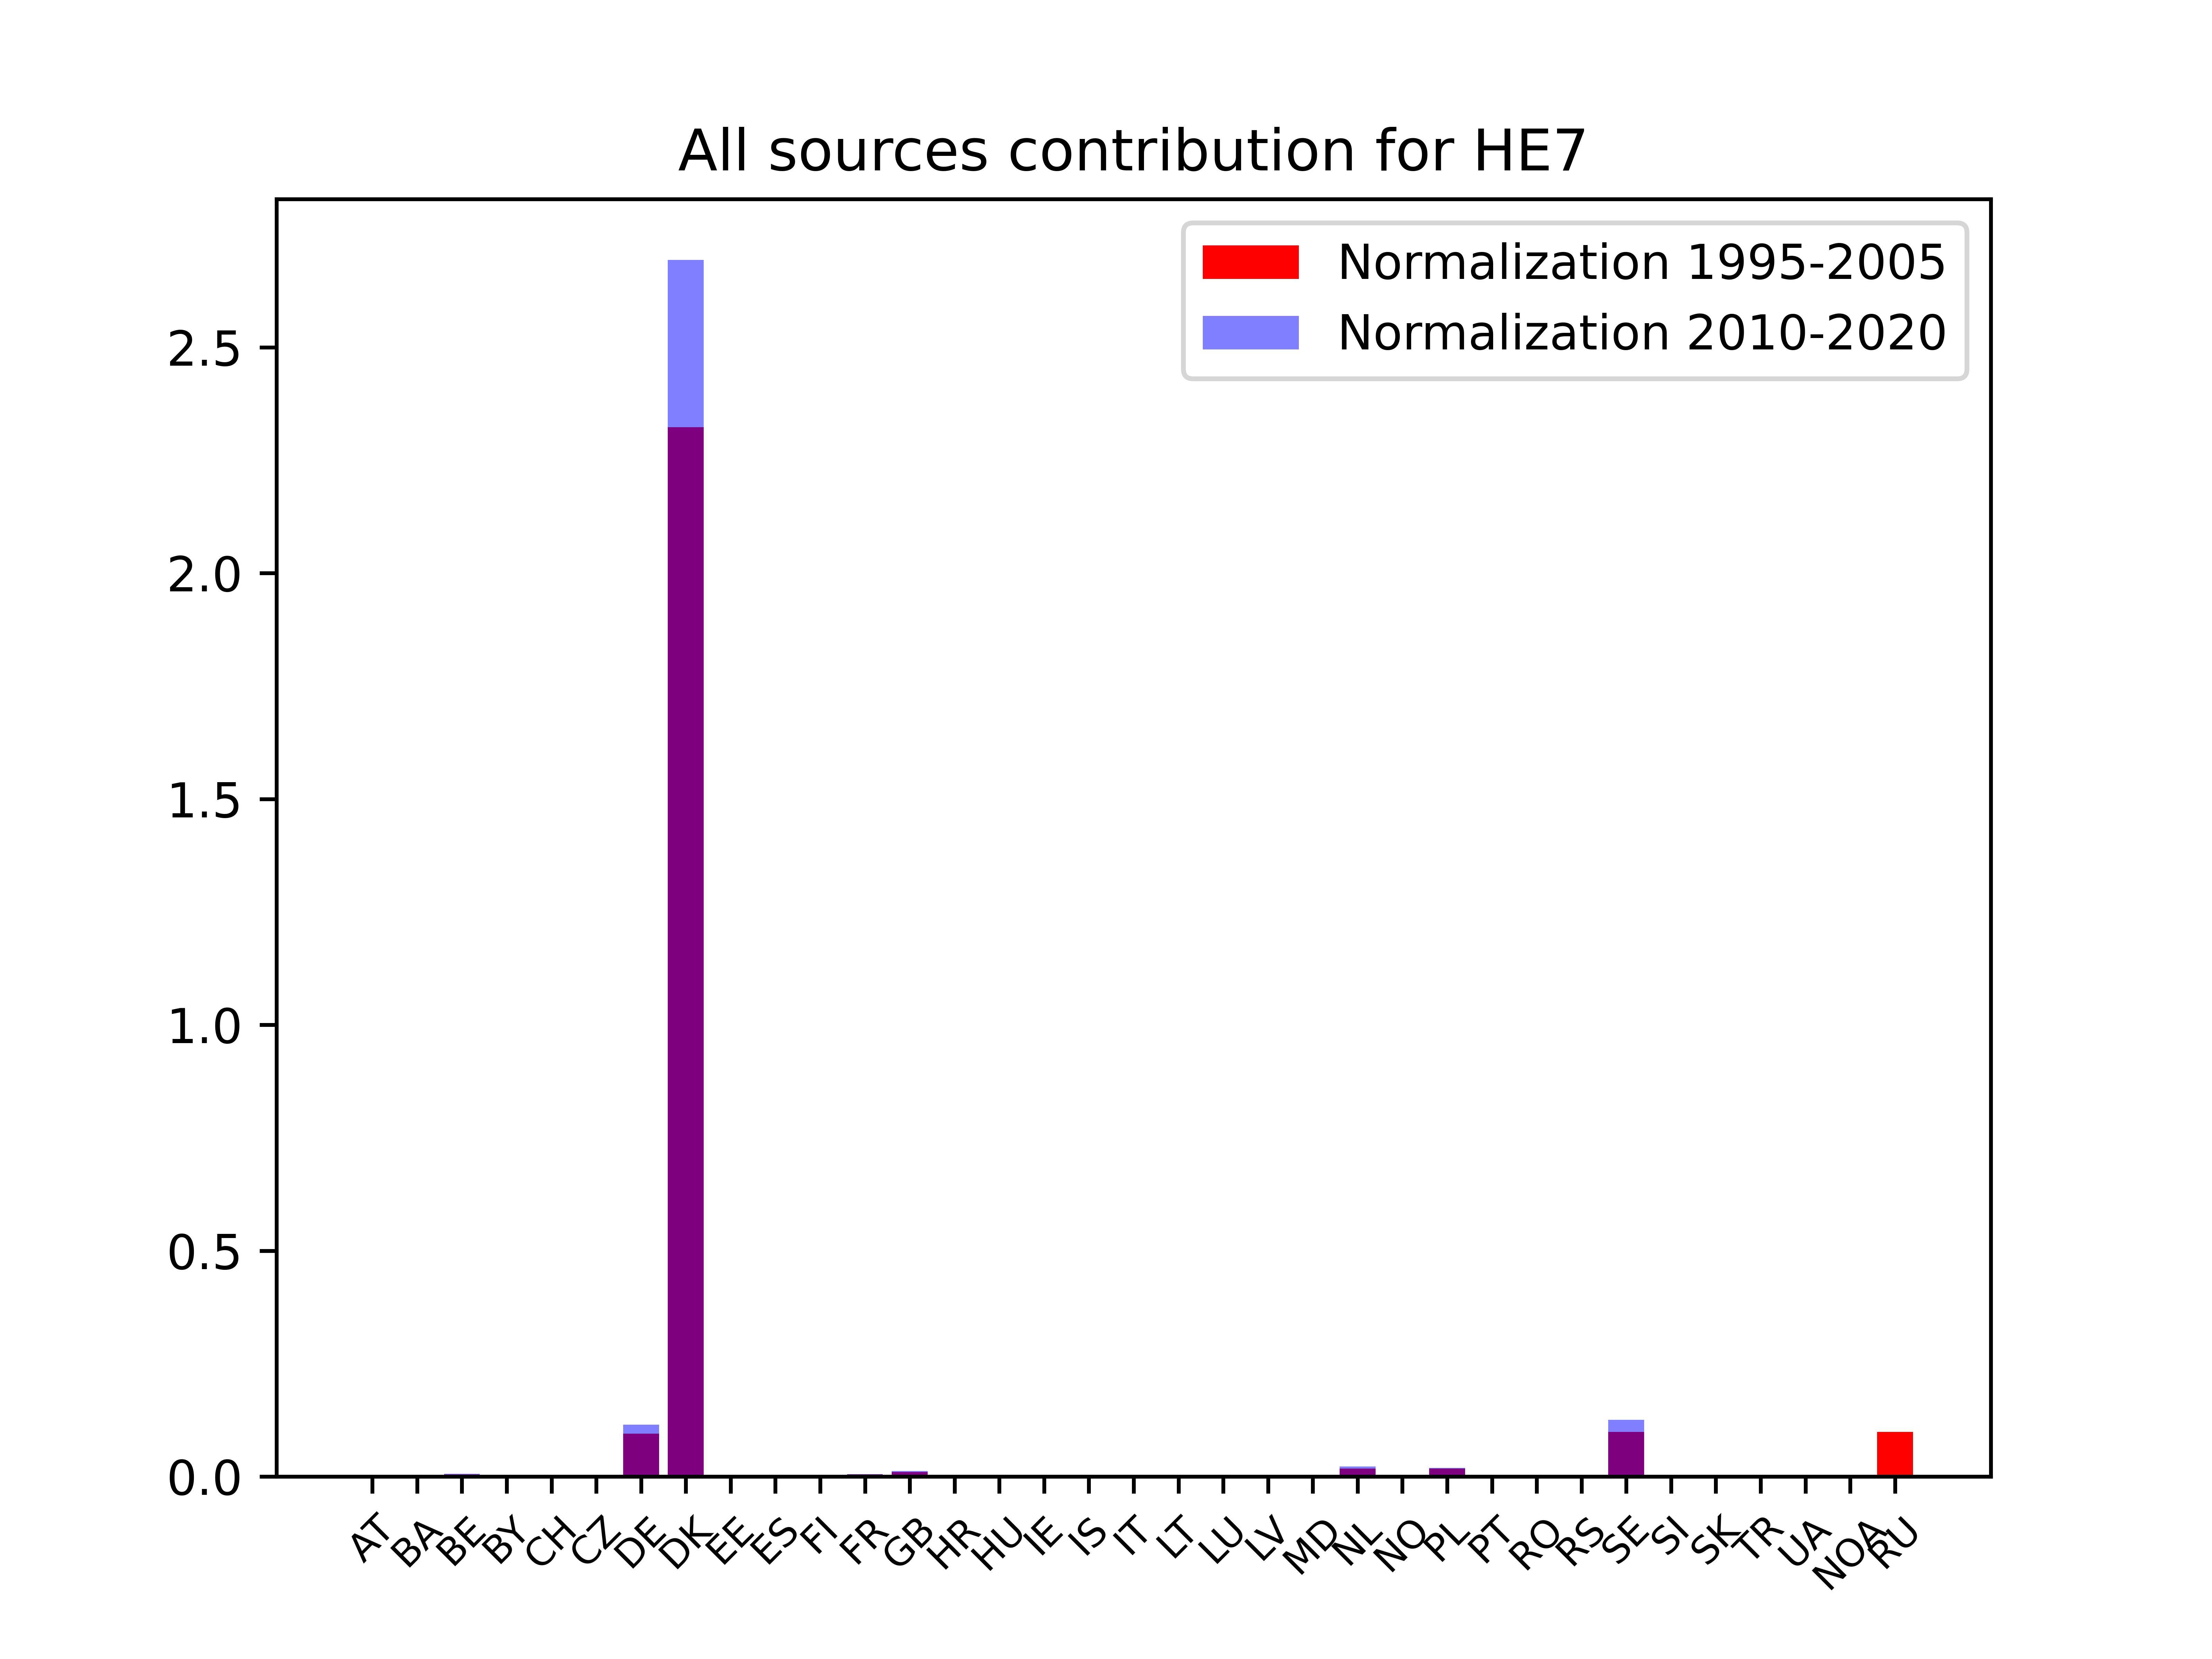 All sources contribution for HE7
Normalization 1995-2005
Normalization 2010-2020
2.5
2.0
1.5
1.0
0.5
0.0
AT BA BE BY CH CZ DE DK EE ES FI FR GB HR HU IE IS IT LT LU LV MD NL NO PL PT RO RS SE SI SK TR UA NOA RU